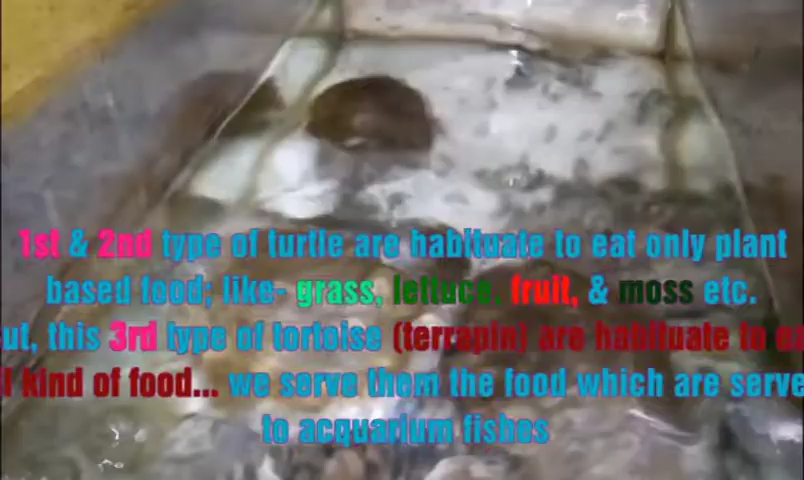 1st & 2nd type of turtle are habituate to eat only plant
based food; like- grass, lettuce, fruit, & moss etc.
ut, this 3rd type of tortoise (terrapin) are habituate to ea
l kind of food... we serve them the food which are serve
to acquarium fishes